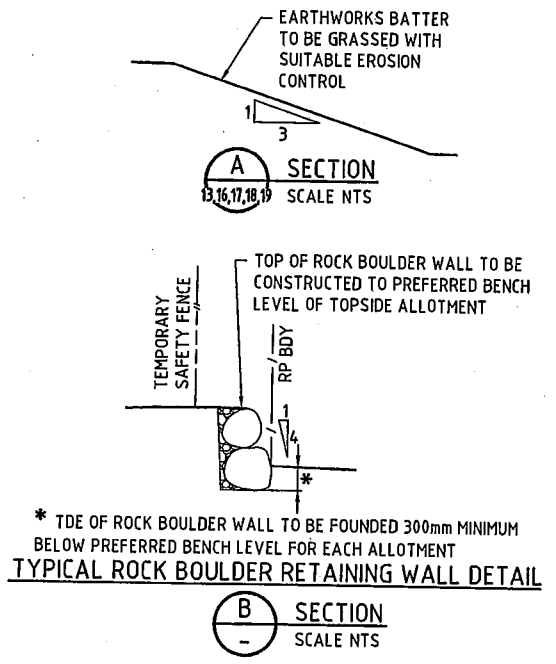 EARTHWORKS BATTER
TO BE GRASSED WITH
SUITABLE EROSION
CONTROL
1
3
A
13,16,17,18,19
SECTION
SCALE NTS
TOP OF ROCK BOULDER WALL TO BE
CONSTRUCTED TO PREFERRED BENCH
LEVEL OF TOPSIDE ALLOTMENT
TEMPORARY
SAFETY FENCE
RP BDY
1
4
*
* TDE OF ROCK BOULDER WALL TO BE FOUNDED 300mm MINIMUM
BELOW PREFERRED BENCH LEVEL FOR EACH ALLOTMENT
TYPICAL ROCK BOULDER RETAINING WALL DETAIL
B
-
SECTION
SCALE NTS